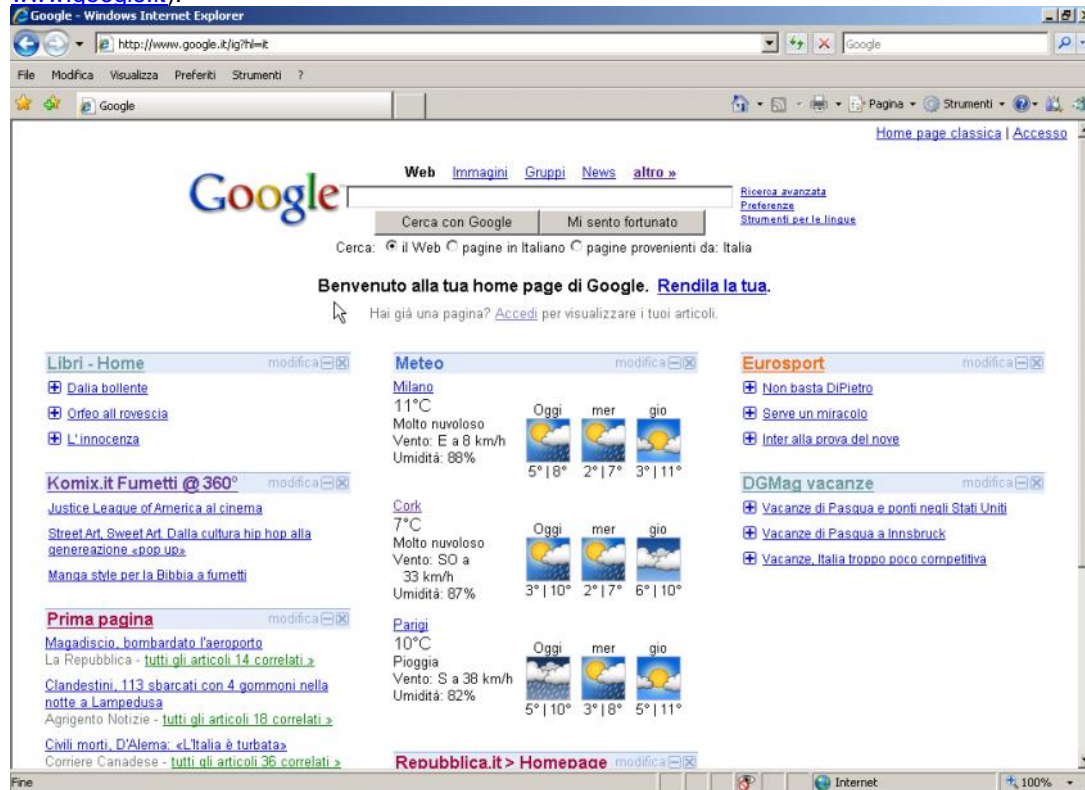 Google - Windows Internet Explorer
http://www.google.it/ig?hl=it
Google
File Modifica Visualizza Preferiti Strumenti ?
Google
Pagina Strumenti
Home page classica | Accesso
Google
Web Immagini Gruppi News altro »
Ricerca avanzata
Preferenze
Strumenti per le lingue
Cerca con Google Mi sento fortunato
Cerca: il Web pagine in Italiano pagine provenienti da: Italia
Benvenuto alla tua home page di Google. Rendila la tua.
Hai già una pagina? Accedi per visualizzare i tuoi articoli.
Libri - Home modifica
Dalia bollente
Orfeo all rovescia
L'innocenza
Komix.it Fumetti @ 360° modifica
Justice League of America al cinema
Street Art, Sweet Art. Dalla cultura hip hop alla
genereazione «pop up»
Manga style per la Bibbia a fumetti
Prima pagina modifica
Magadiscio, bombardato l'aeroporto
La Repubblica - tutti gli articoli 14 correlati »
Clandestini, 113 sbarcati con 4 gommoni nella
notte a Lampedusa
Agrigento Notizie - tutti gli articoli 18 correlati »
Civili morti, D'Alema: «L'Italia è
turbata»
Corriere Canadese - tutti gli articoli 36 correlati »
Meteo modifica
Milano
11°C
Molto nuvoloso
Vento: E a 8 km/h
Umidità: 88%
Oggi mer gio
5°|8° 2°|7° 3°|11°
Cork
7°C
Molto nuvoloso
Vento: SO a
33 km/h
Umidità: 87%
Oggi mer gio
3°|10° 2°|7° 6°|10°
Parigi
10°C
Pioggia
Vento: S a 38 km/h
Umidità: 82%
Oggi mer gio
5°|10° 3°|8° 5°|11°
Repubblica.it > Homepage modifica
Eurosport modifica
Non basta DiPietro
Serve un miracolo
Inter alla prova del nove
DGMag vacanze modifica
Vacanze di Pasqua e ponti negli Stati Uniti
Vacanze di Pasqua a Innsbruck
Vacanze, Italia troppo poco competitiva
Fine Internet 100%